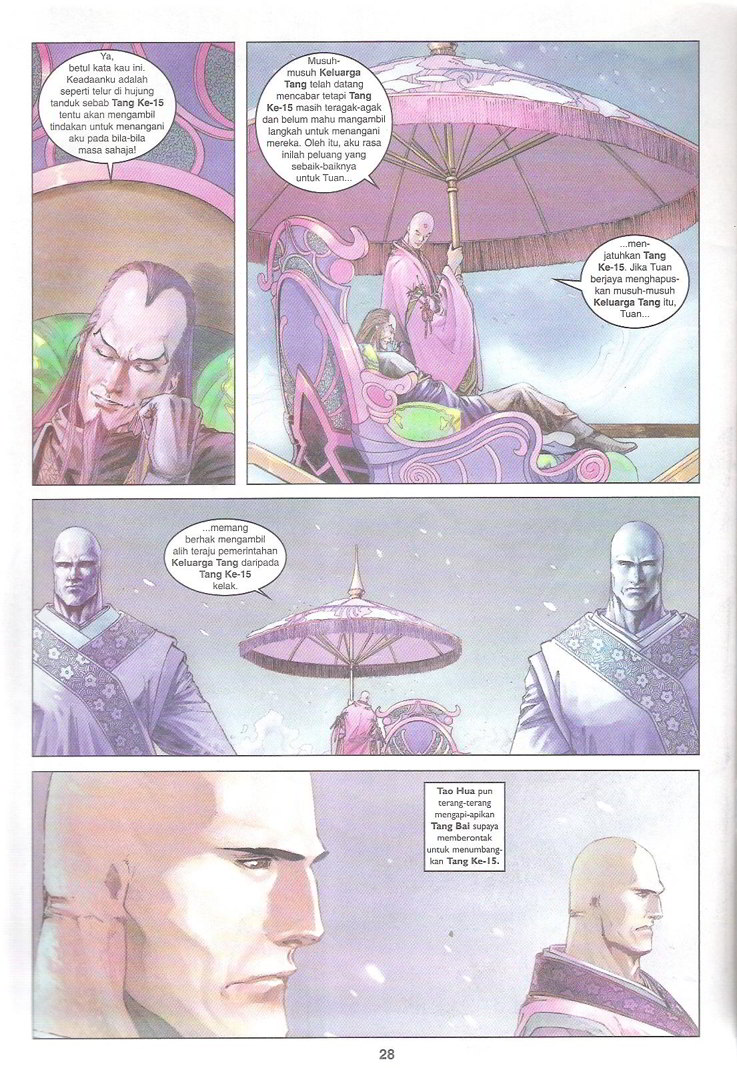 Ya,
betul kata kau ini.
Keadaanku adalah
seperti telur di hujung
tanduk sebab Tang Ke-15
tentu akan mengambil
tindakan untuk menangani
aku pada bila-bila
masa sahaja!
Musuh-
musuh Keluarga
Tang telah datang
mencabar tetapi Tang
Ke-15 masih teragak-agak
dan belum mahu mangambil
langkah untuk menangani
mereka. Oleh itu, aku rasa
inilah peluang yang
sebaik-baiknya
untuk Tuan...
...men-
jatuhkan Tang
Ke-15. Jika Tuan
berjaya menghapus-
kan musuh-musuh
Keluarga Tang itu,
Tuan...
...memang
berhak mengambil
alih teraju pemerintahan
Keluarga Tang daripada
Tang Ke-15
kelak.
Tao Hua pun
terang-terang
mengapi-apikan
Tang Bai supaya
memberontak
untuk menumbang-
kan Tang Ke-15.
28